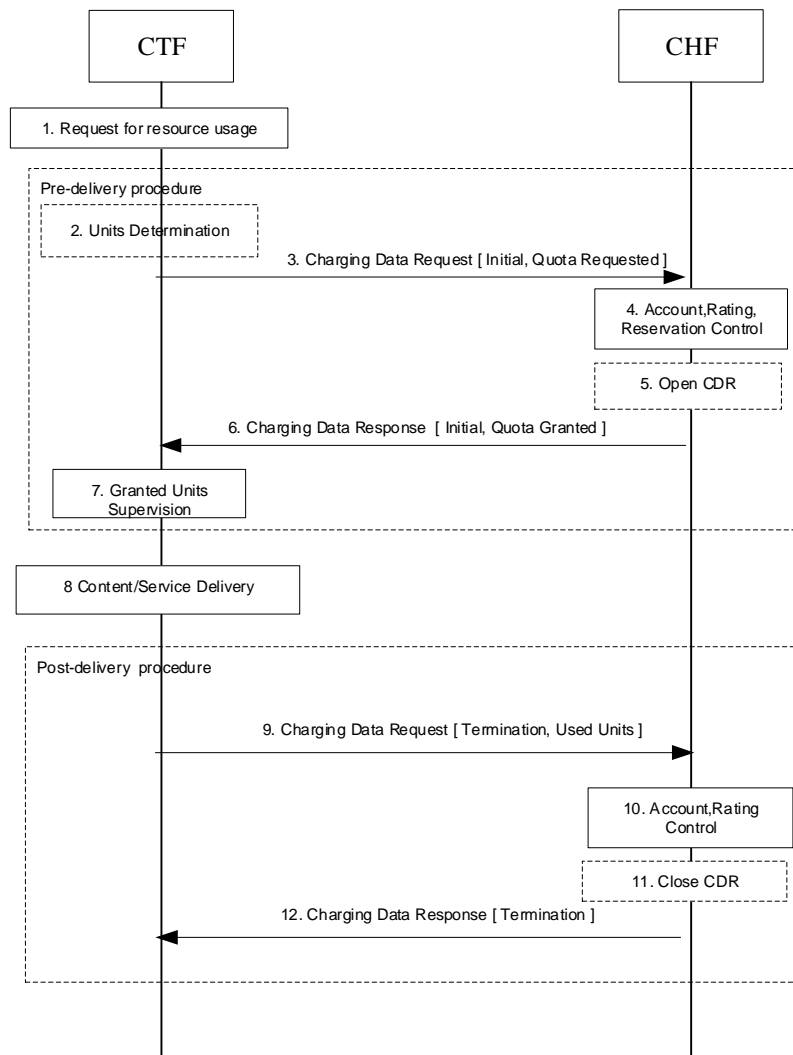 CTF
CHF
1. Request for resource usage
Pre-delivery procedure
2. Units Determination
3. Charging Data Request [ Initial, Quota Requested ]
4. Account,Rating,
Reservation Control
5. Open CDR
6. Charging Data Response [ Initial, Quota Granted ]
7. Granted Units
Supervision
8 Content/Service Delivery
Post-delivery procedure
9. Charging Data Request [ Termination, Used Units ]
10. Account,Rating
Control
11. Close CDR
12. Charging Data Response [ Termination ]